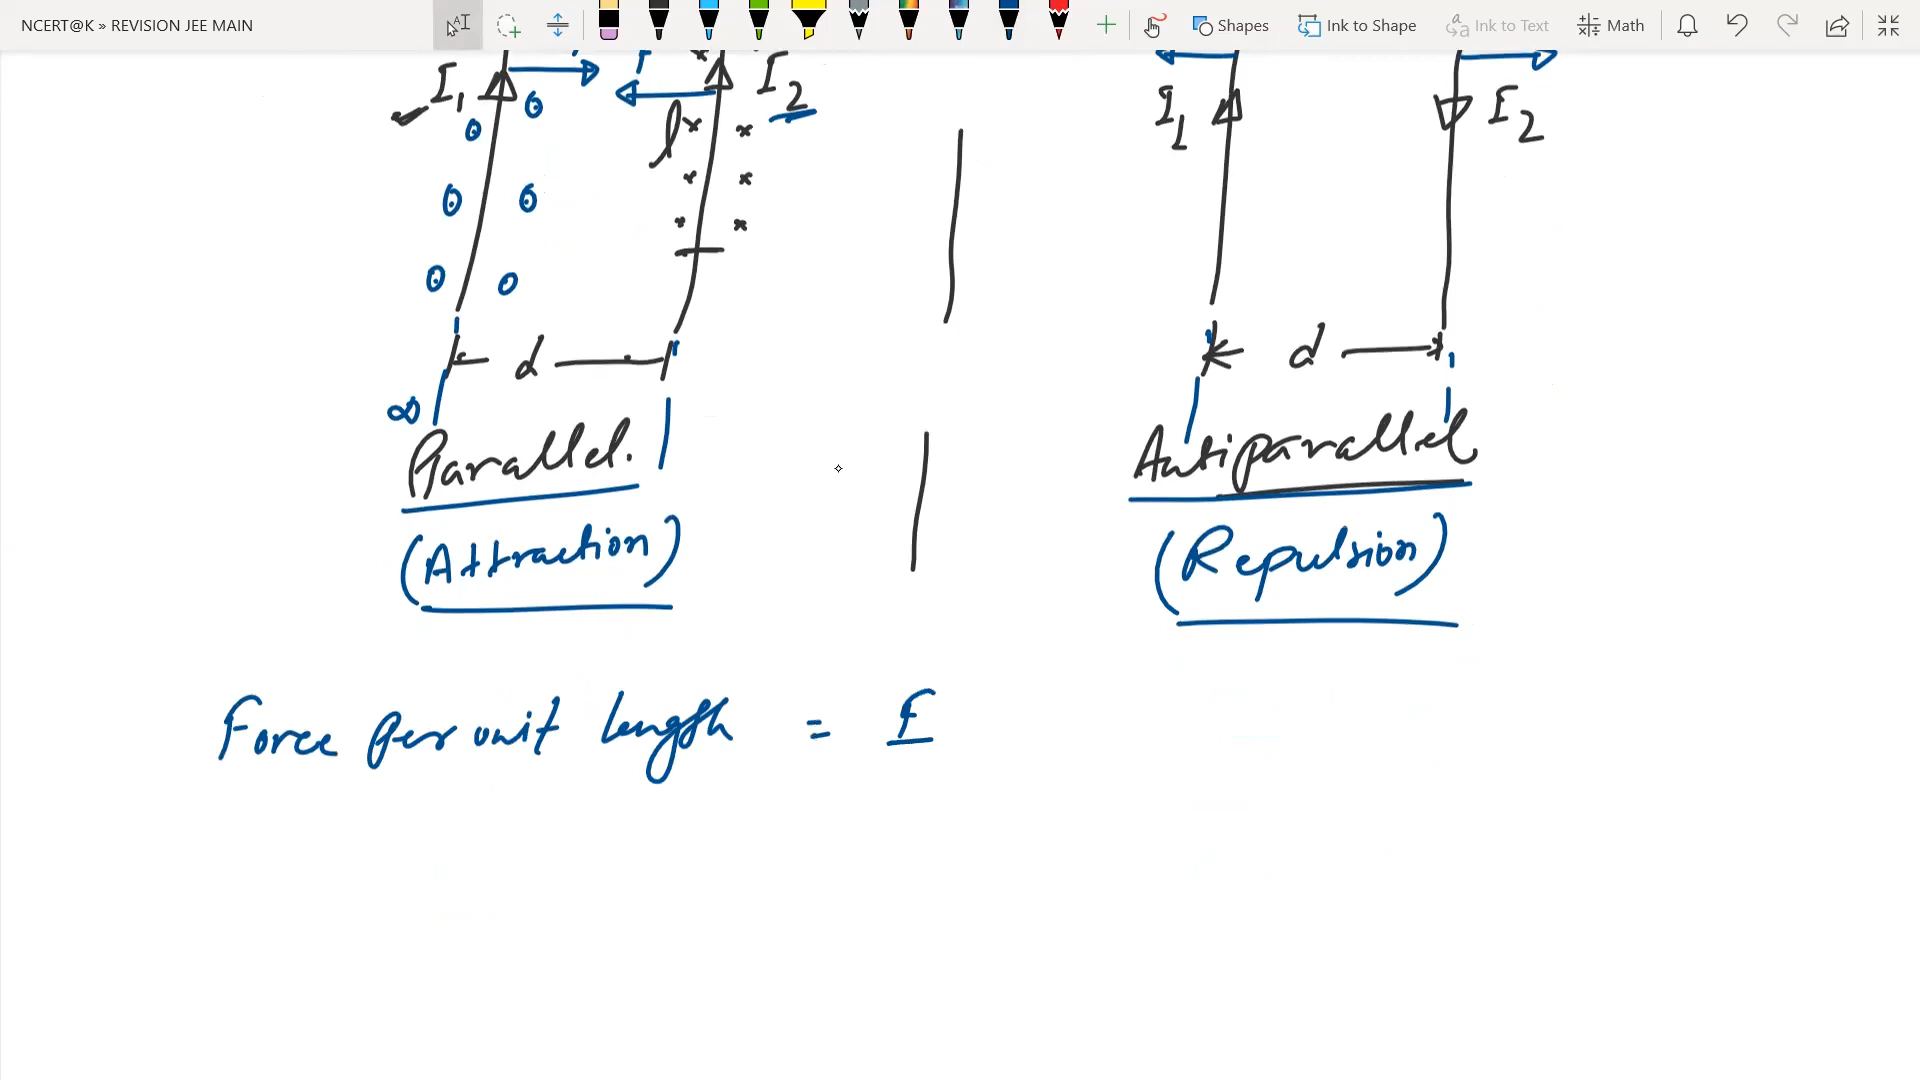 NCERT@K » REVISION JEE MAIN
Shapes Ink to Shape Ink to Text Math
I₁ F l I₂
I₁ I₂
d d
∞
Parallel. Antiparallel
(Attraction) (Repulsion)
Force Per unit length = F